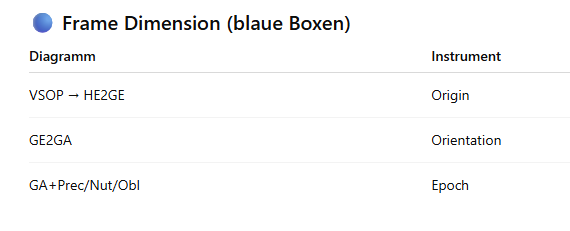 Frame Dimension (blaue Boxen)
Diagramm Instrument
VSOP → HE2GE Origin
GE2GA Orientation
GA+Prec/Nut/Obl Epoch